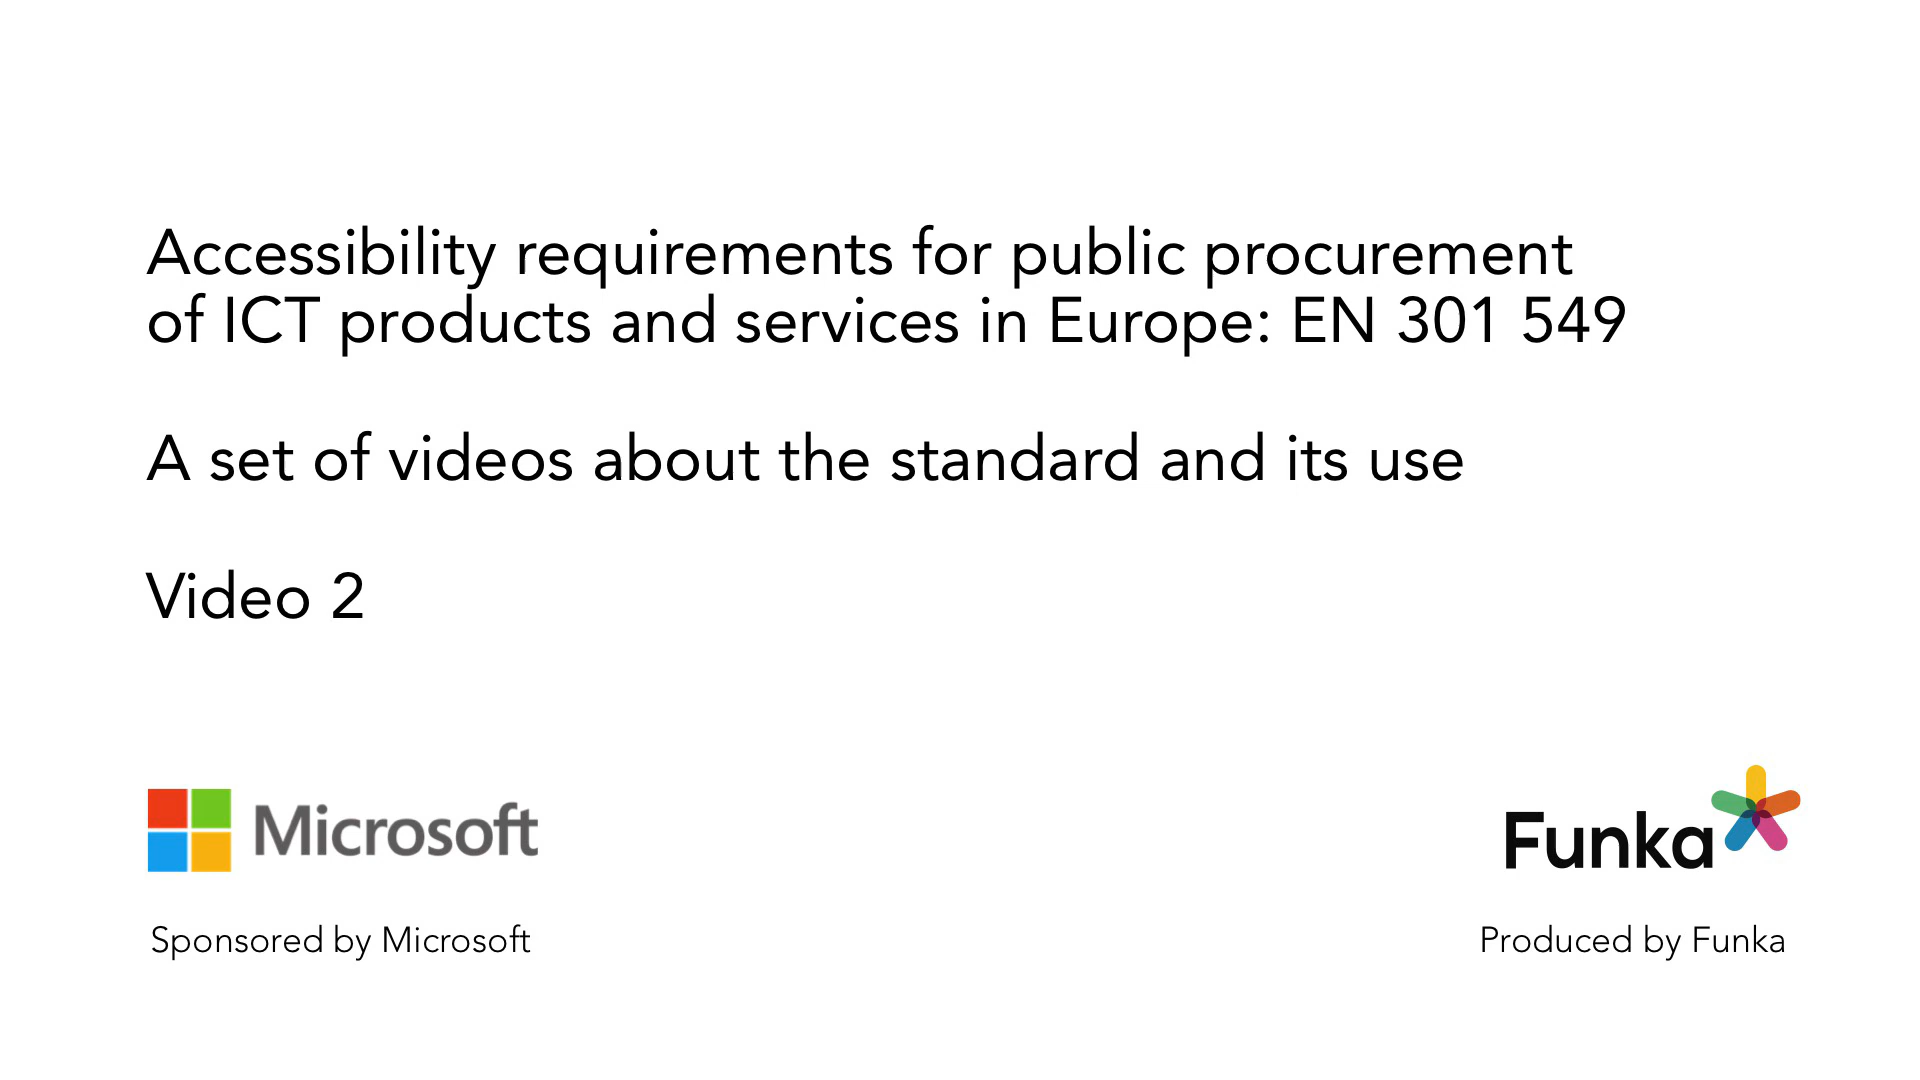 Accessibility requirements for public procurement
of ICT products and services in Europe: EN 301 549
A set of videos about the standard and its use
Video 2
Microsoft
Funka
Sponsored by Microsoft
Produced by Funka